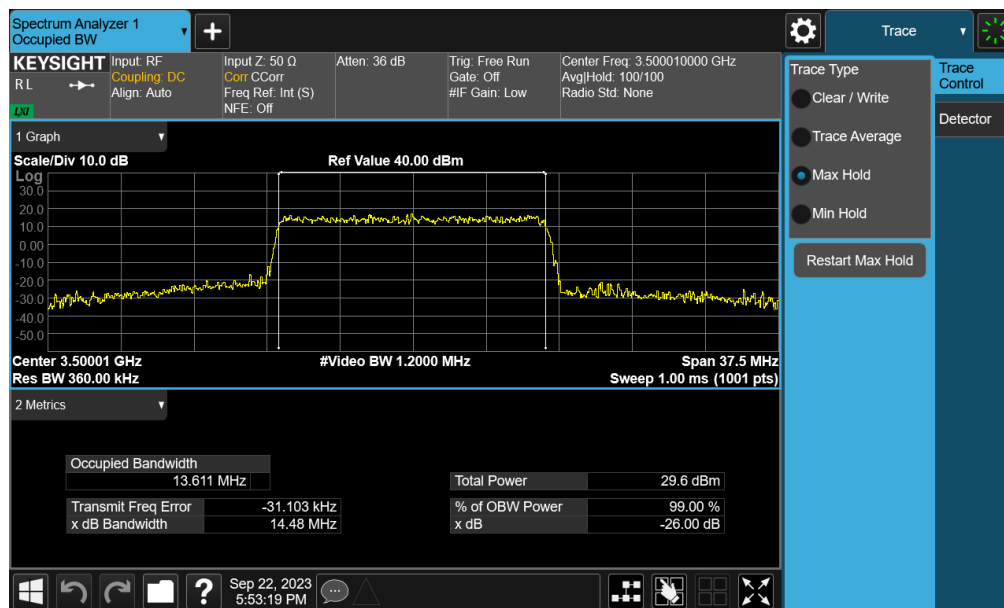 Spectrum Analyzer 1
Occupied BW
+
Trace
KEYSIGHT
R L
LXI
Input: RF
Coupling: DC
Align: Auto
Input Z: 50 Ω
Corr CCorr
Freq Ref: Int (S)
NFE: Off
Atten: 36 dB
Trig: Free Run
Gate: Off
#IF Gain: Low
Center Freq: 3.500010000 GHz
Avg|Hold: 100/100
Radio Std: None
Trace Type
Clear / Write
Trace Average
Max Hold
Min Hold
Restart Max Hold
Trace
Control
Detector
1 Graph
Scale/Div 10.0 dB
Ref Value 40.00 dBm
Log
30.0
20.0
10.0
0.00
-10.0
-20.0
-30.0
-40.0
-50.0
Center 3.50001 GHz
#Video BW 1.2000 MHz
Span 37.5 MHz
Res BW 360.00 kHz
Sweep 1.00 ms (1001 pts)
2 Metrics
Occupied Bandwidth
13.611 MHz
Total Power 29.6 dBm
Transmit Freq Error -31.103 kHz
% of OBW Power 99.00 %
x dB Bandwidth 14.48 MHz
x dB -26.00 dB
?
Sep 22, 2023
5:53:19 PM